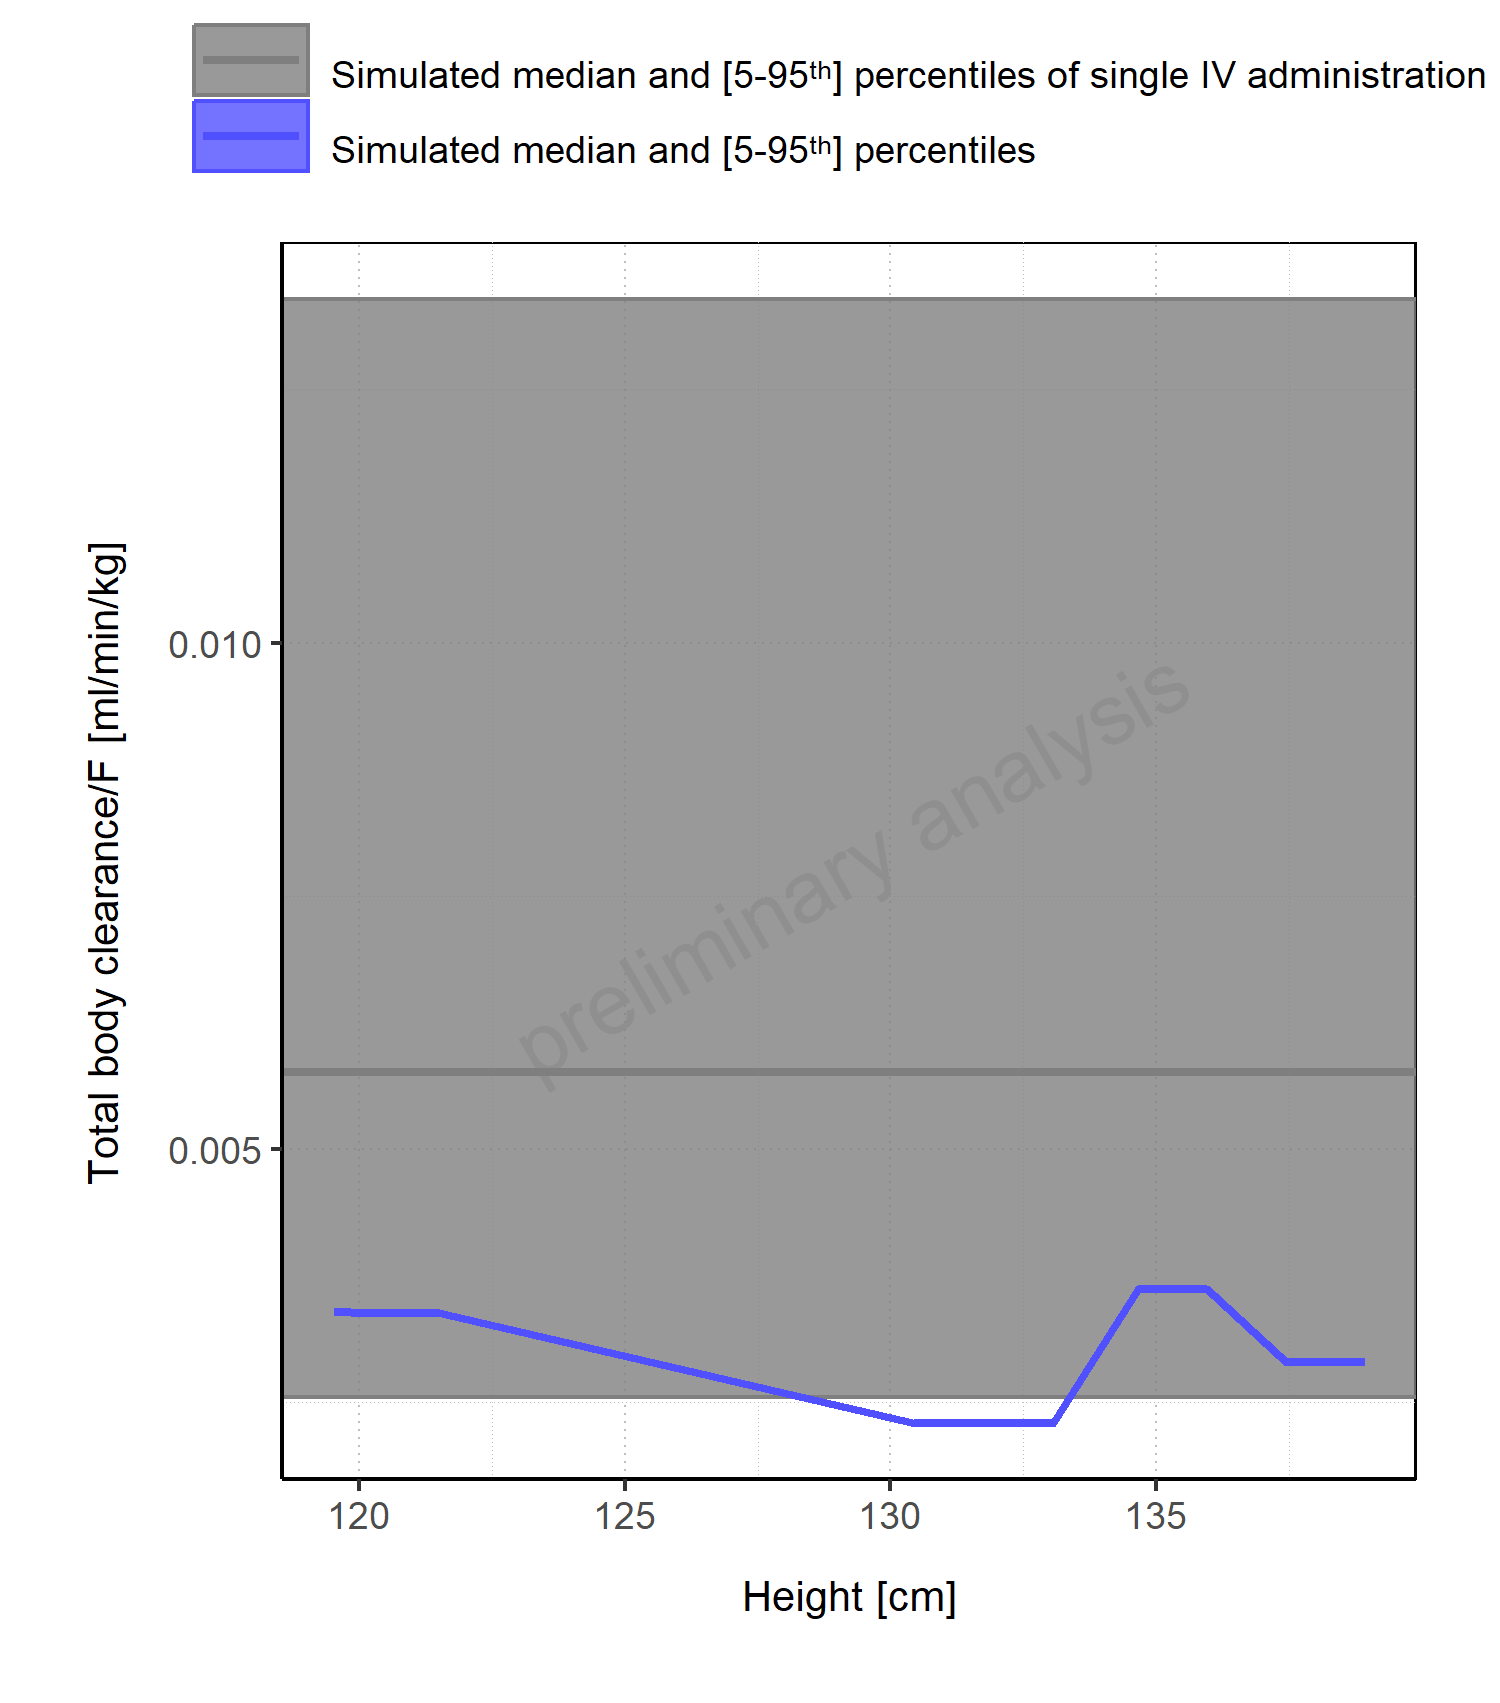 Simulated median and [5-95th] percentiles of single IV administration
Simulated median and [5-95th] percentiles
Total body clearance/F [ml/min/kg]
0.010
0.005
preliminary analysis
120 125 130 135
Height [cm]